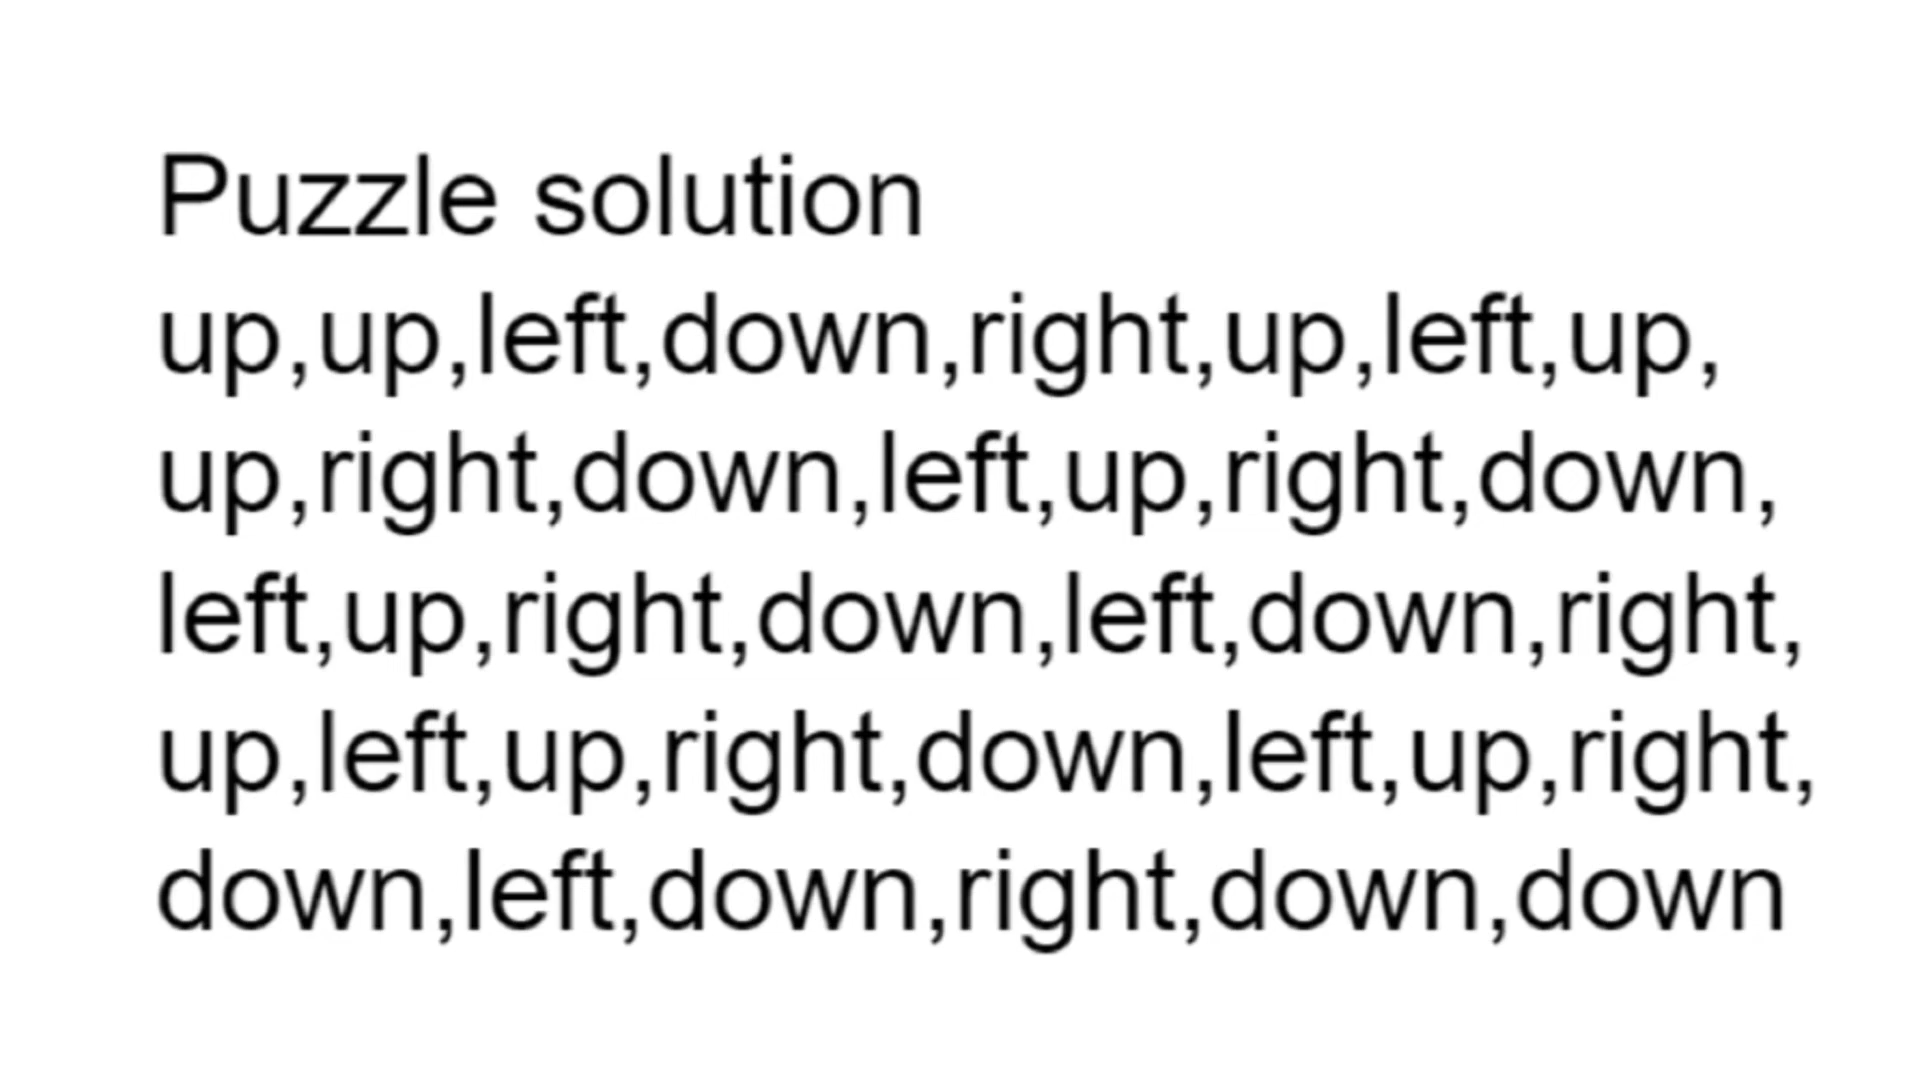 Puzzle solution
up,up,left,down,right,up,left,up,
up,right,down,left,up,right,down,
left,up,right,down,left,down,right,
up,left,up,right,down,left,up,right,
down,left,down,right,down,down